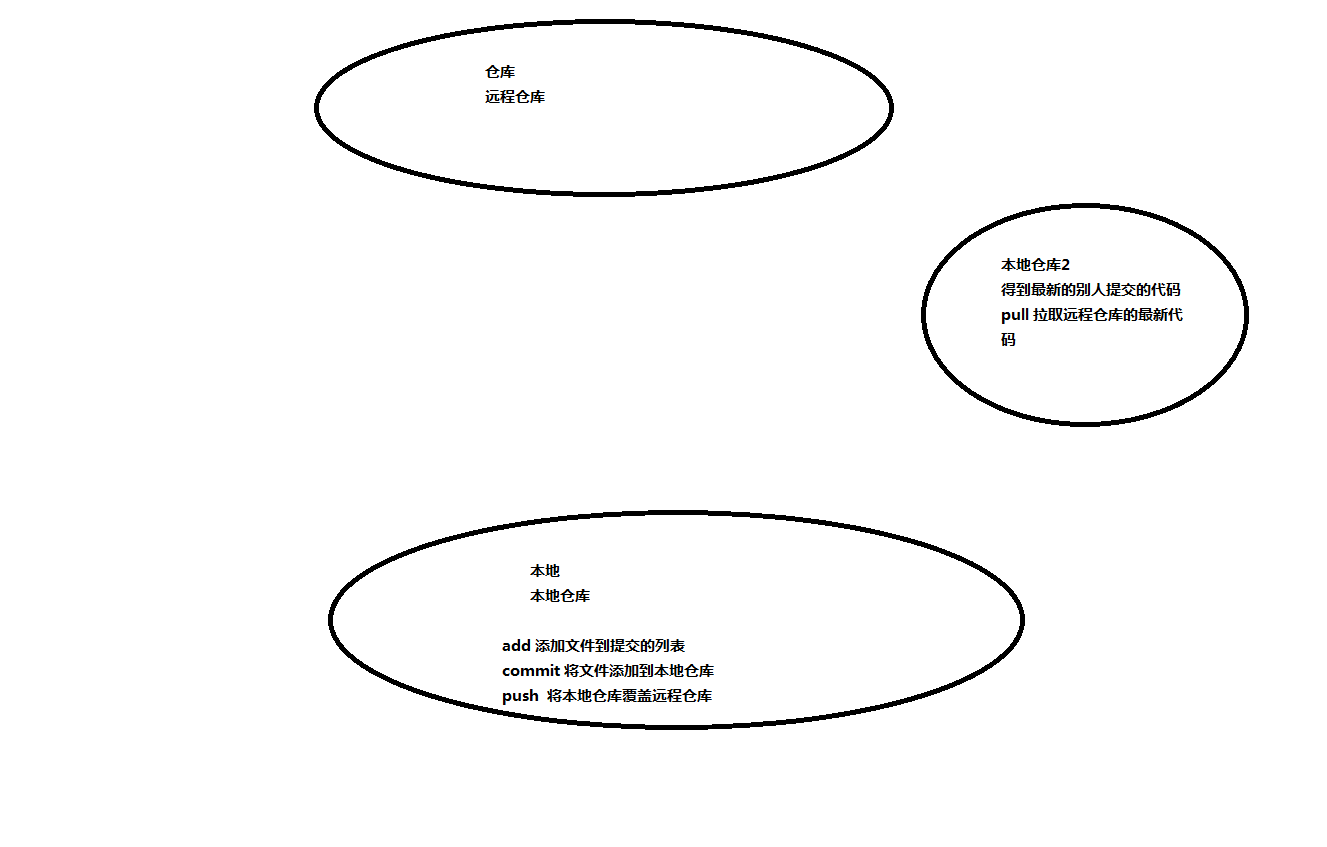 仓库
远程仓库
本地仓库2
得到最新的别人提交的代码
pull 拉取远程仓库的最新代
码
本地
本地仓库
add 添加文件到提交的列表
commit 将文件添加到本地仓库
push  将本地仓库覆盖远程仓库